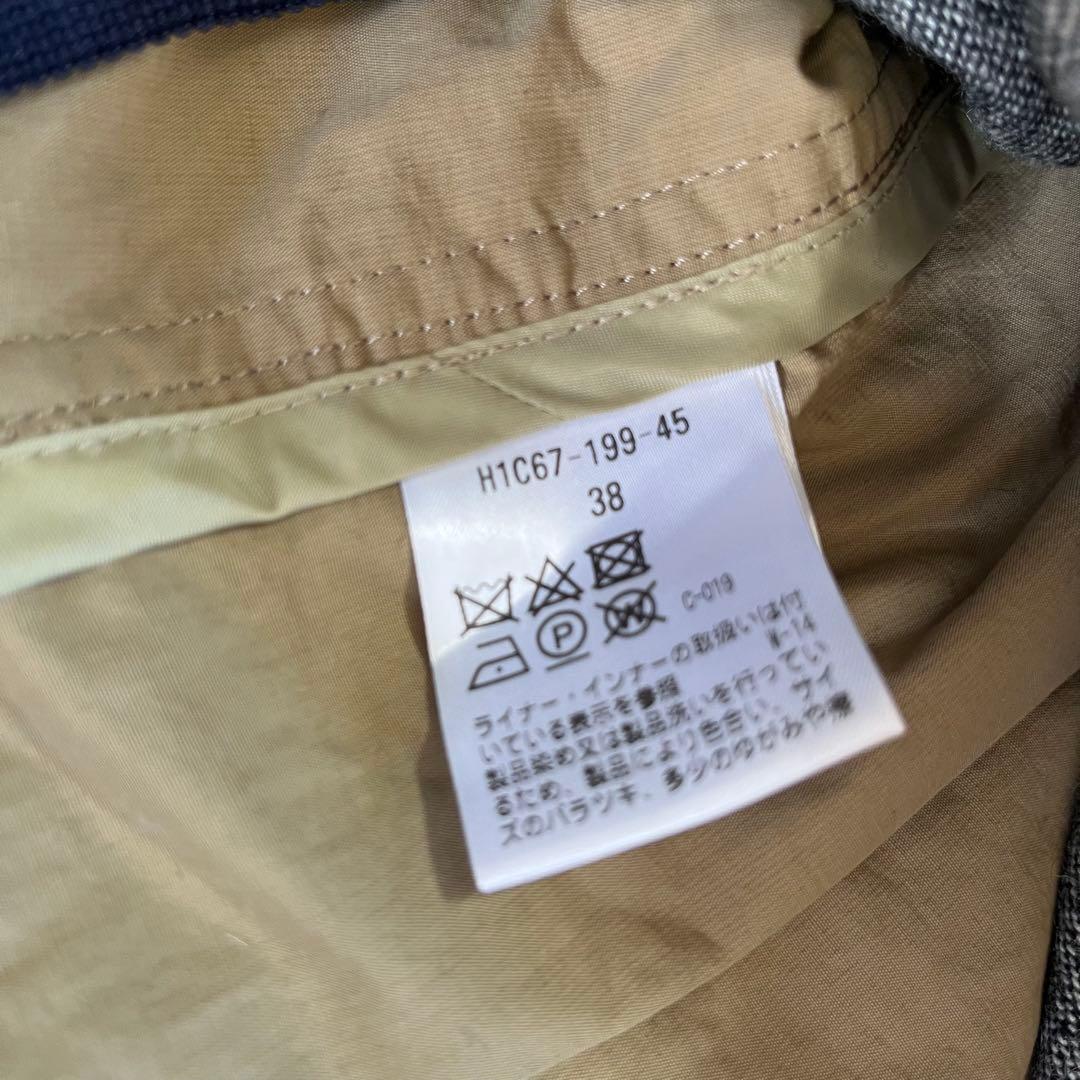 H1C67-199-45
38
P W C-019
ライナー・インナーの取扱いは付
いている表示を参照 W-14
製品染め又は製品洗いを行ってい
るため、製品により色合い、サイ
ズのバラツキ、多少のゆがみや擦